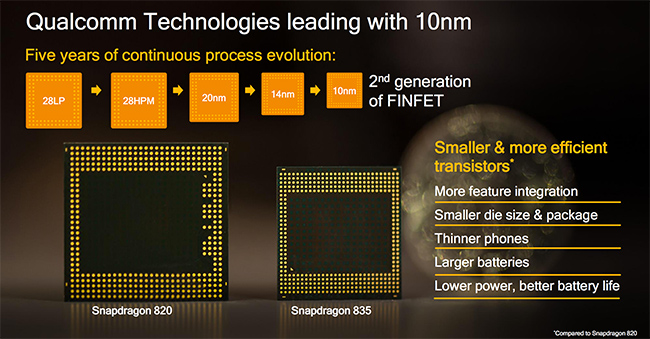 Qualcomm Technologies leading with 10nm
Five years of continuous process evolution:
28LP
28HPM
20nm
14nm
10nm
2nd generation
of FINFET
Smaller & more efficient
transistors*
More feature integration
Smaller die size & package
Thinner phones
Larger batteries
Lower power, better battery life
Snapdragon 820
Snapdragon 835
*Compared to Snapdragon 820